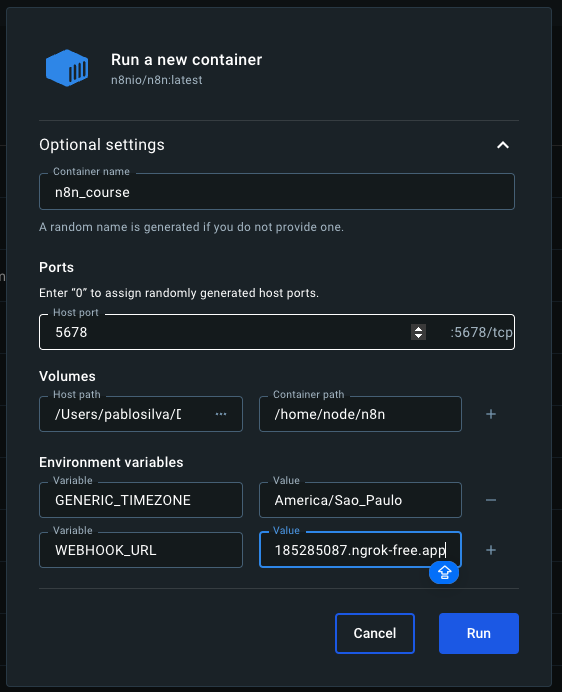 Run a new container
n8nio/n8n:latest
Optional settings
Container name
n8n_course
A random name is generated if you do not provide one.
Ports
Enter “0” to assign randomly generated host ports.
Host port
5678 :5678/tcp
Volumes
Host path Container path
/Users/pablosilva/D ··· /home/node/n8n +
Environment variables
Variable Value
GENERIC_TIMEZONE America/Sao_Paulo −
Variable Value
WEBHOOK_URL 185285087.ngrok-free.app +
Cancel Run